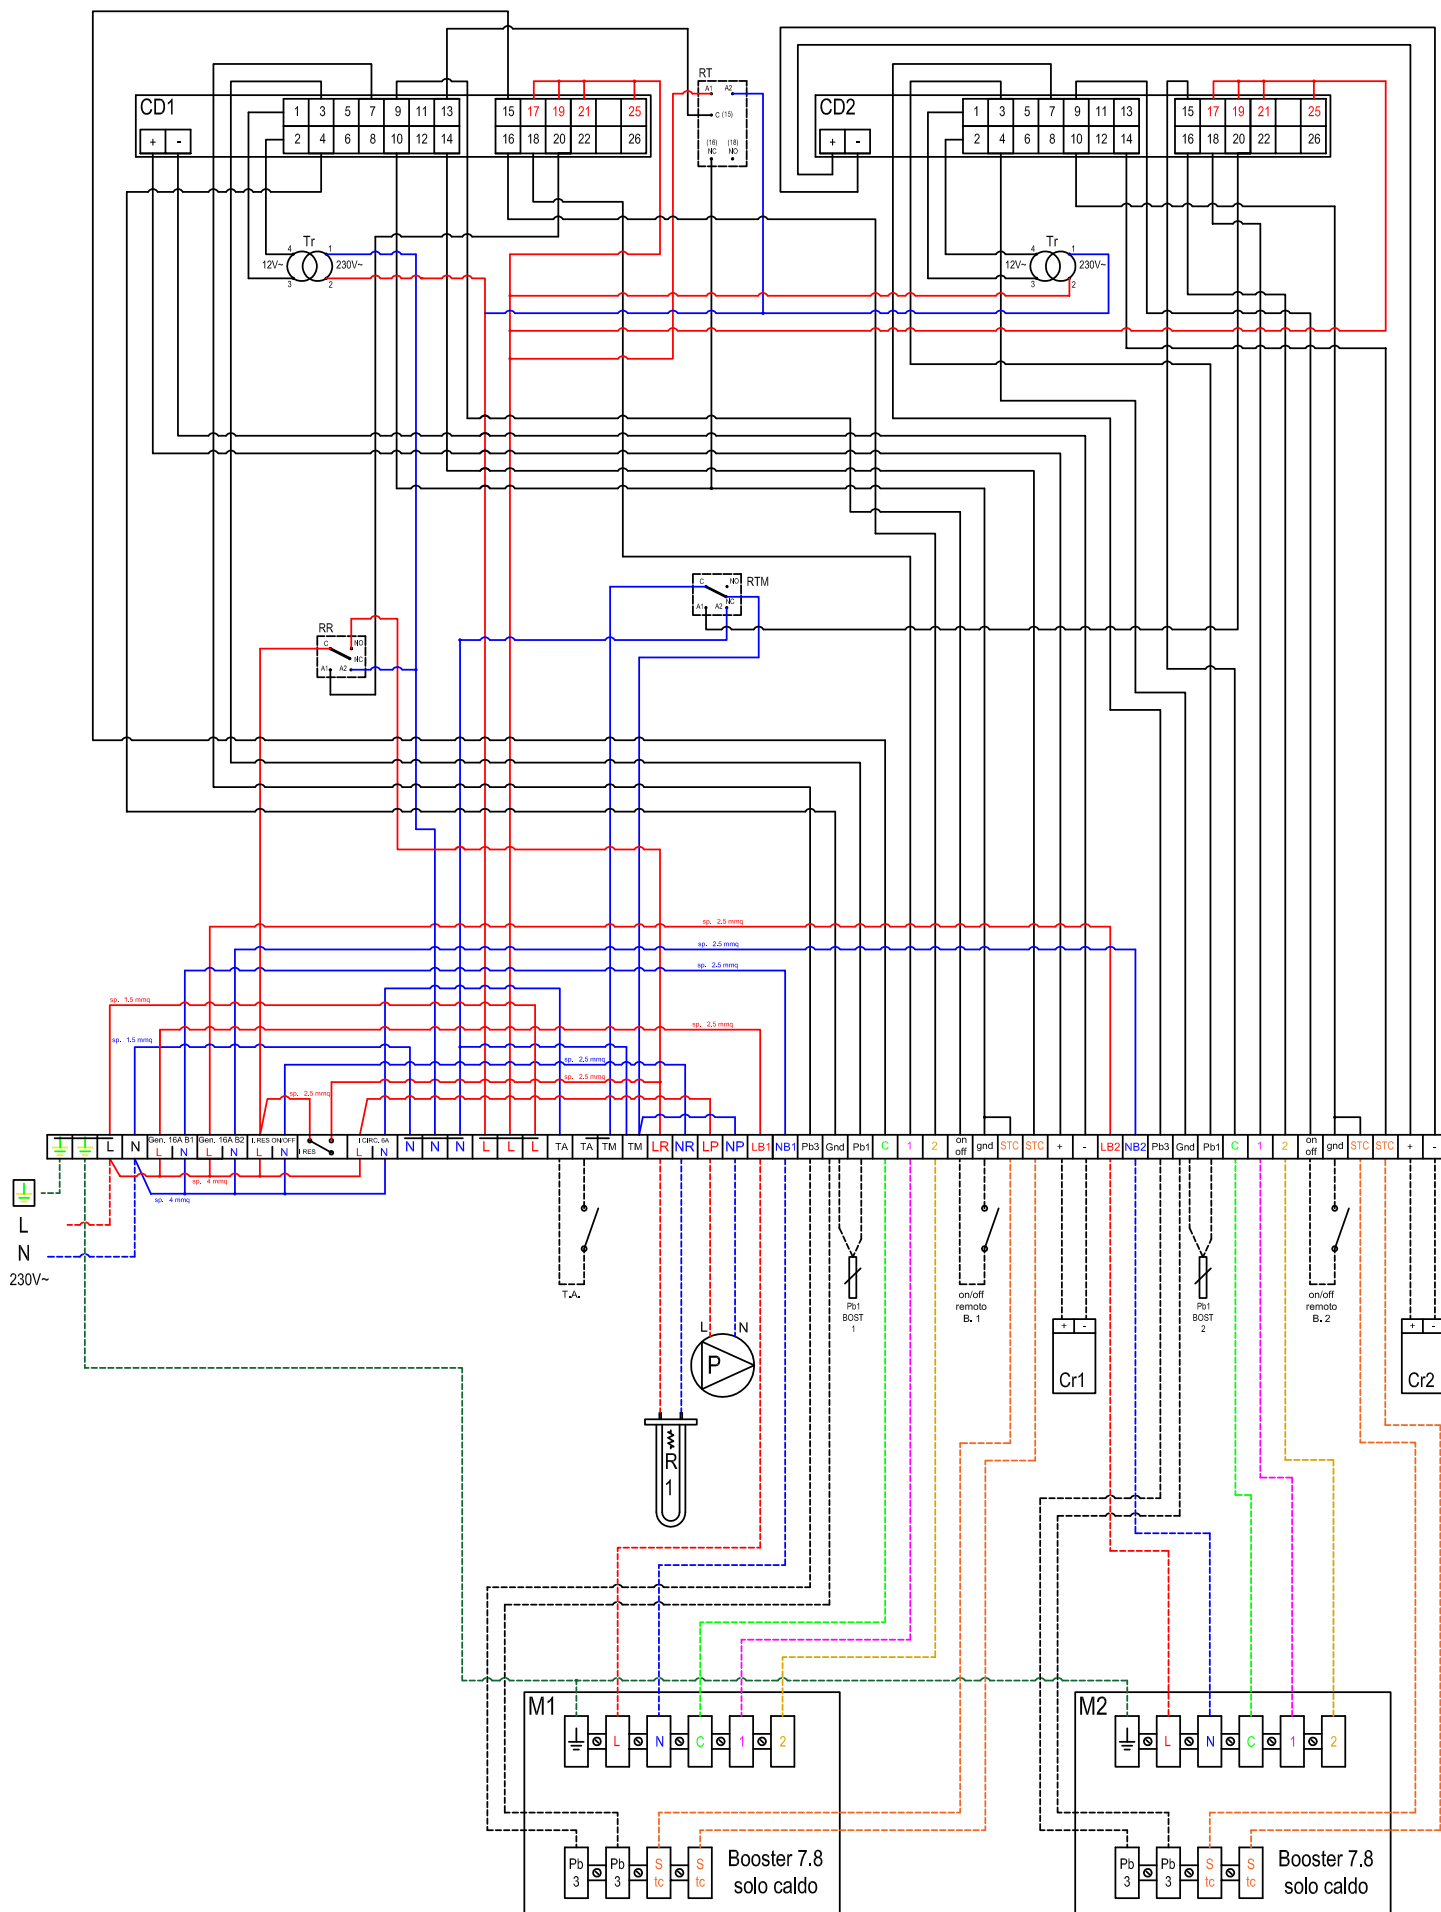 RT
A1 A2
C (15)
(16) (18)
NC NO
CD1
+ -
1 3 5 7 9 11 13
2 4 6 8 10 12 14
15 17 19 21 25
16 18 20 22 26
CD2
+ -
1 3 5 7 9 11 13
2 4 6 8 10 12 14
15 17 19 21 25
16 18 20 22 26
Tr
4 1
12V~ 230V~
3 2
Tr
4 1
12V~ 230V~
3 2
RTM
C NO
NC
A1 A2
RR
C NO
NC
A1 A2
sp. 2.5 mmq
sp. 2.5 mmq
sp. 2.5 mmq
sp. 1.5 mmq
sp. 2.5 mmq
sp. 1.5 mmq
sp. 2.5 mmq
sp. 2.5 mmq
sp. 2.5 mmq
L N
Gen. 16A B1
L N
Gen. 16A B2
L N
I. RES ON/OFF
L N
I RES
I CIRC. 6A
L N
N N N L L L TA TA TM TM LR NR LP NP LB1 NB1 Pb3 Gnd Pb1 C 1 2
on
off
gnd STC STC + - LB2 NB2 Pb3 Gnd Pb1 C 1 2
on
off
gnd STC STC + -
sp. 4 mmq
sp. 4 mmq
L
N
230V~
T.A.
Pb1
BOST
1
on/off
remoto
B. 1
+ -
Cr1
Pb1
BOST
2
on/off
remoto
B. 2
+ -
Cr2
L N
P
R
1
M1
L N C 1 2
Pb
3
Pb
3
S
tc
S
tc
Booster 7.8
solo caldo
M2
L N C 1 2
Pb
3
Pb
3
S
tc
S
tc
Booster 7.8
solo caldo